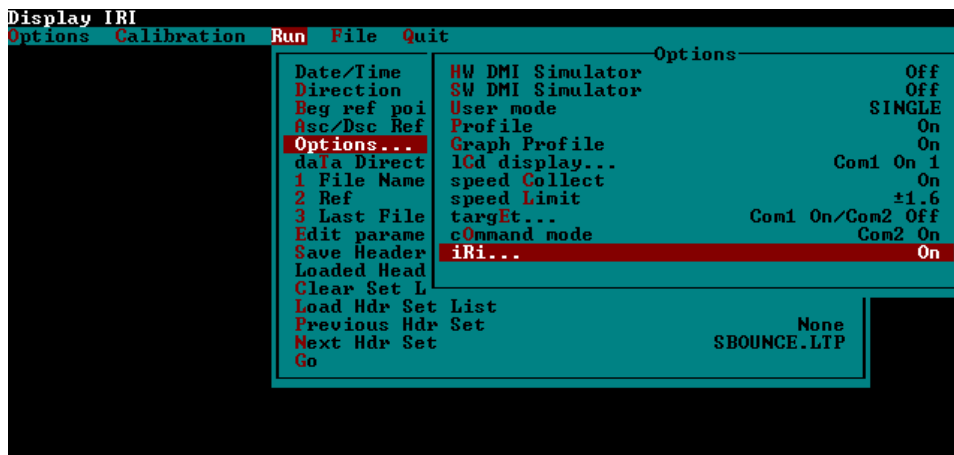 Display IRI
Options Calibration Run File Quit
Options
Date/Time
Direction
Beg ref poi
Asc/Dsc Ref
Options...
daTa Direct
1 File Name
2 Ref
3 Last File
Edit parame
Save Header
Loaded Head
Clear Set L
Load Hdr Set List
Previous Hdr Set None
Next Hdr Set SBOUNCE.LTP
Go
HW DMI Simulator Off
SW DMI Simulator Off
User mode SINGLE
Profile On
Graph Profile On
lCd display... Com1 On 1
speed Collect On
speed Limit ±1.6
targEt... Com1 On/Com2 Off
cOmmand mode Com2 On
iRi... On